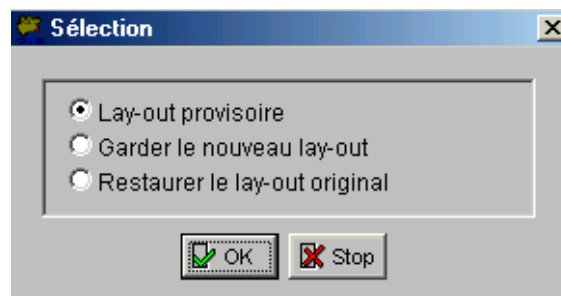 Sélection
Lay-out provisoire
Garder le nouveau lay-out
Restaurer le lay-out original
OK
Stop